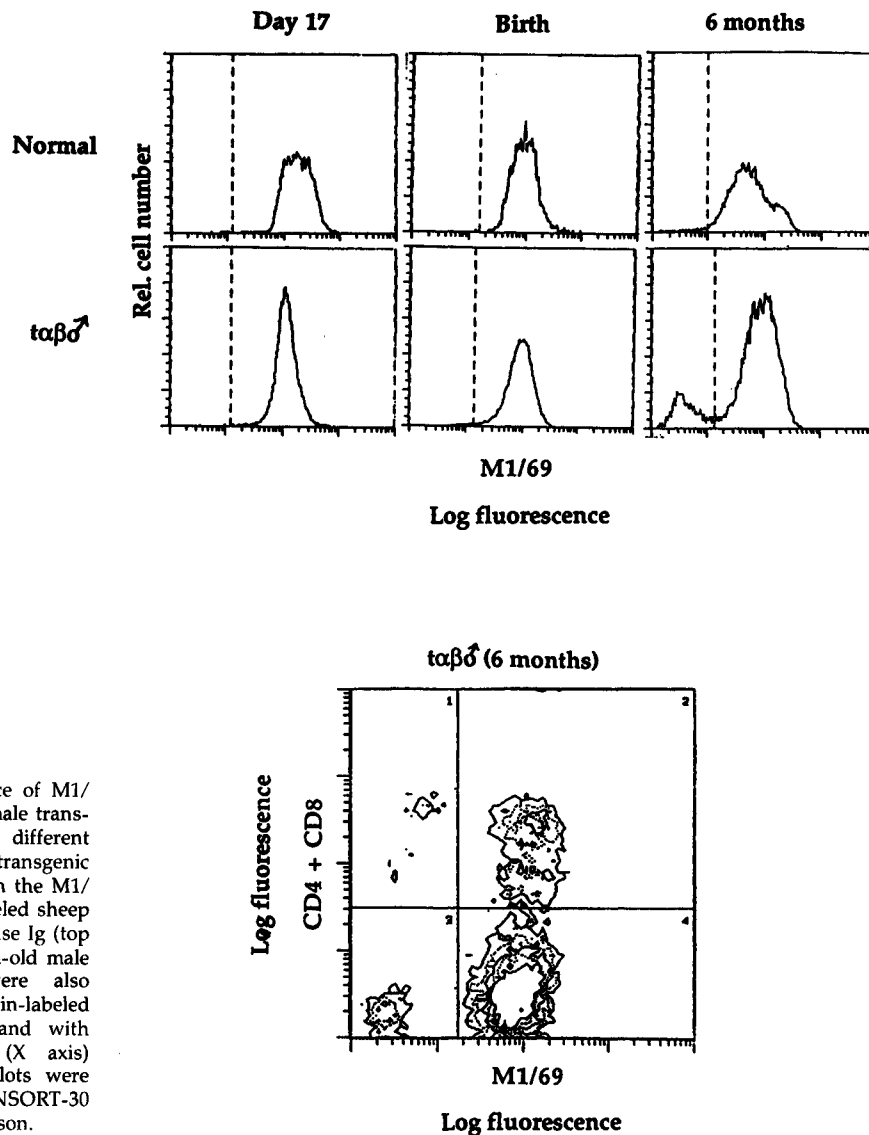 Day 17
Birth
6 months
Normal
Rel. cell number
tαβ♂
M1/69
Log fluorescence
tαβ♂ (6 months)
1
2
3
4
Log fluorescence
CD4 + CD8
M1/69
Log fluorescence
ce of M1/
nale trans-
different
transgenic
n the M1/
eled sheep
se Ig (top
-old male
ere also
in-labeled
and with
(X axis)
lots were
NSORT-30
son.